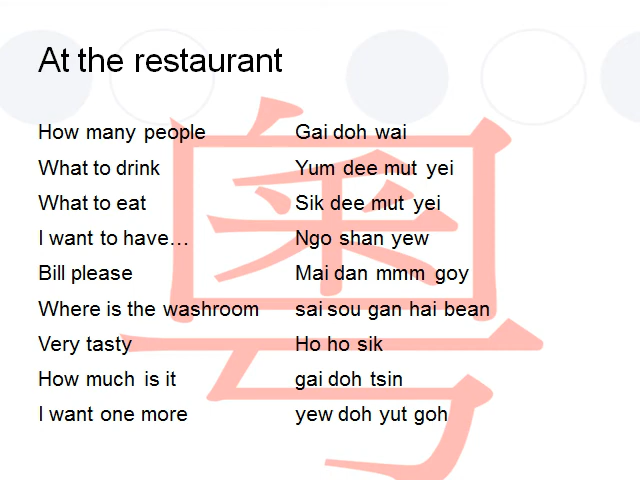 At the restaurant
How many people Gai doh wai
What to drink Yum dee mut yei
What to eat Sik dee mut yei
I want to have… Ngo shan yew
Bill please Mai dan mmm goy
Where is the washroom sai sou gan hai bean
Very tasty Ho ho sik
How much is it gai doh tsin
I want one more yew doh yut goh
粤